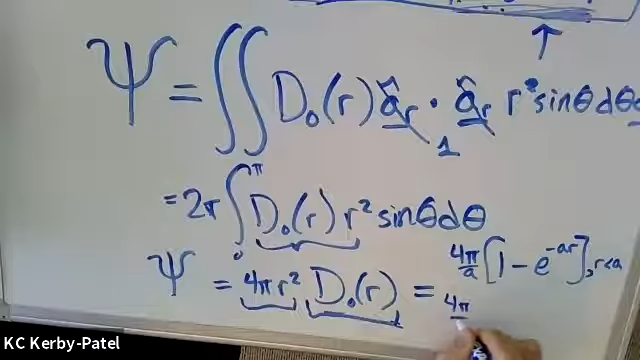 Ψ = ∬ D₀(r) âr · âr r² sinθ dθ d
1
= 2π ∫₀^π D₀(r) r² sinθ dθ
4π/a [1 - e^-ar], r<a
Ψ = 4πr² D₀(r) = 4π
KC Kerby-Patel